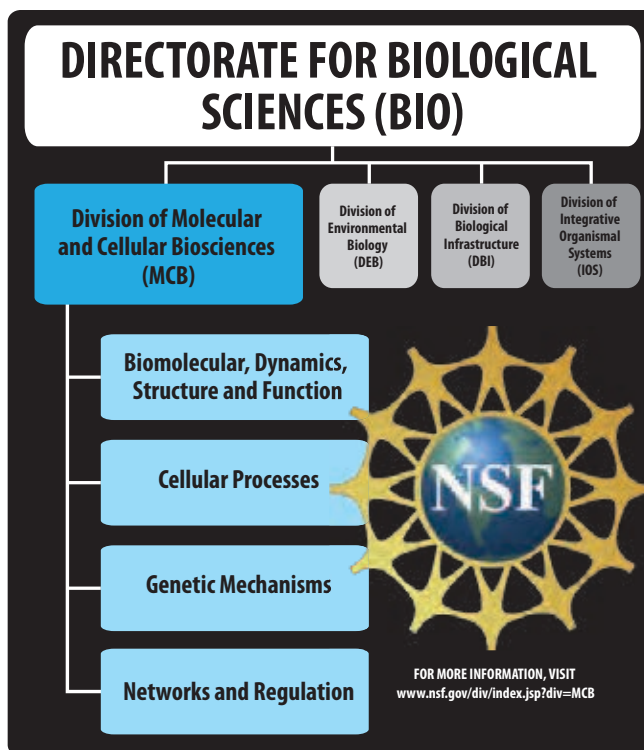 DIRECTORATE FOR BIOLOGICAL
SCIENCES (BIO)
Division of Molecular
and Cellular Biosciences
(MCB)
Division of
Environmental
Biology
(DEB)
Division of
Biological
Infrastructure
(DBI)
Division of
Integrative
Organismal
Systems
(IOS)
Biomolecular, Dynamics,
Structure and Function
Cellular Processes
Genetic Mechanisms
Networks and Regulation
NSF
FOR MORE INFORMATION, VISIT
www.nsf.gov/div/index.jsp?div=MCB